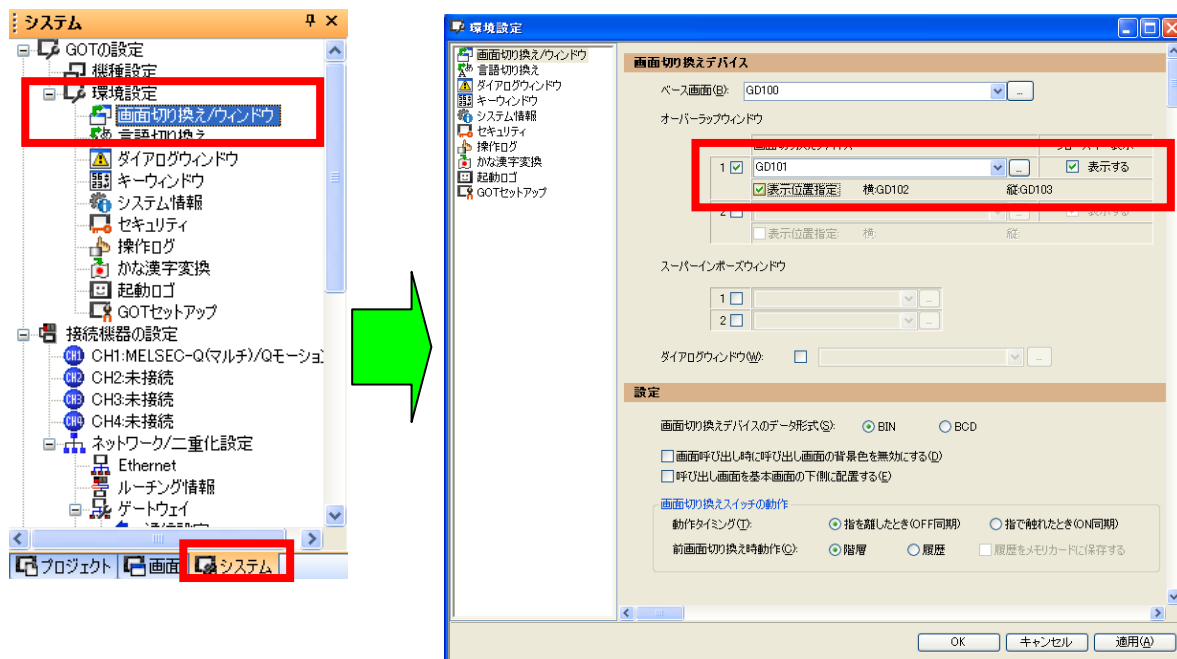 システム
GOTの設定
機種設定
環境設定
画面切り換え/ウィンドウ
言語切り換え
ダイアログウィンドウ
キーウィンドウ
システム情報
セキュリティ
操作ログ
かな漢字変換
起動ロゴ
GOTセットアップ
接続機器の設定
CH1:MELSEC-Q(マルチ)/Qモーショ
CH2:未接続
CH3:未接続
CH4:未接続
ネットワーク/二重化設定
Ethernet
ルーチング情報
ゲートウェイ
プロジェクト 画面 システム
環境設定
画面切り換え/ウィンドウ
言語切り換え
ダイアログウィンドウ
キーウィンドウ
システム情報
セキュリティ
操作ログ
かな漢字変換
起動ロゴ
GOTセットアップ
画面切り換えデバイス
ベース画面(B): GD100 ...
オーバーラップウィンドウ
1 GD101 ... 表示する
表示位置指定: 横:GD102 縦:GD103
2 ... 表示する
表示位置指定: 横: 縦:
スーパーインポーズウィンドウ
1 ...
2 ...
ダイアログウィンドウ(W): ...
設定
画面切り換えデバイスのデータ形式(S): BIN BCD
画面呼び出し時に呼び出し画面の背景色を無効にする(D)
呼び出し画面を基本画面の下側に配置する(E)
画面切り換えスイッチの動作
動作タイミング(T): 指を離したとき(OFF同期) 指で触れたとき(ON同期)
前画面切り換え時動作(C): 階層 履歴 履歴をメモリカードに保存する
OK キャンセル 適用(A)